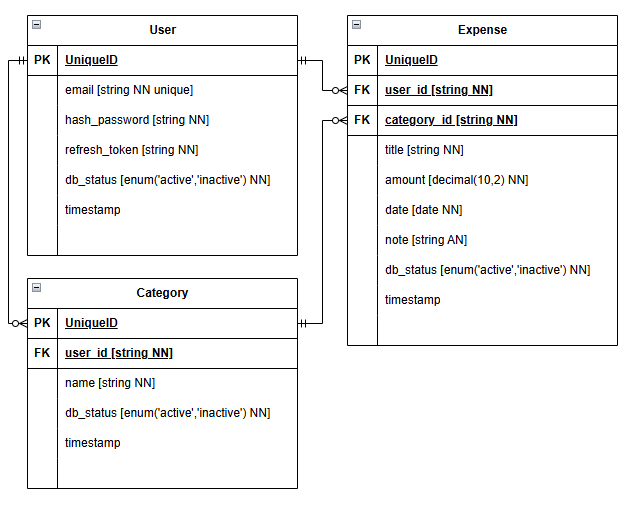 User
PK UniqueID
email [string NN unique]
hash_password [string NN]
refresh_token [string NN]
db_status [enum('active','inactive') NN]
timestamp
Expense
PK UniqueID
FK user_id [string NN]
FK category_id [string NN]
title [string NN]
amount [decimal(10,2) NN]
date [date NN]
note [string AN]
db_status [enum('active','inactive') NN]
timestamp
Category
PK UniqueID
FK user_id [string NN]
name [string NN]
db_status [enum('active','inactive') NN]
timestamp